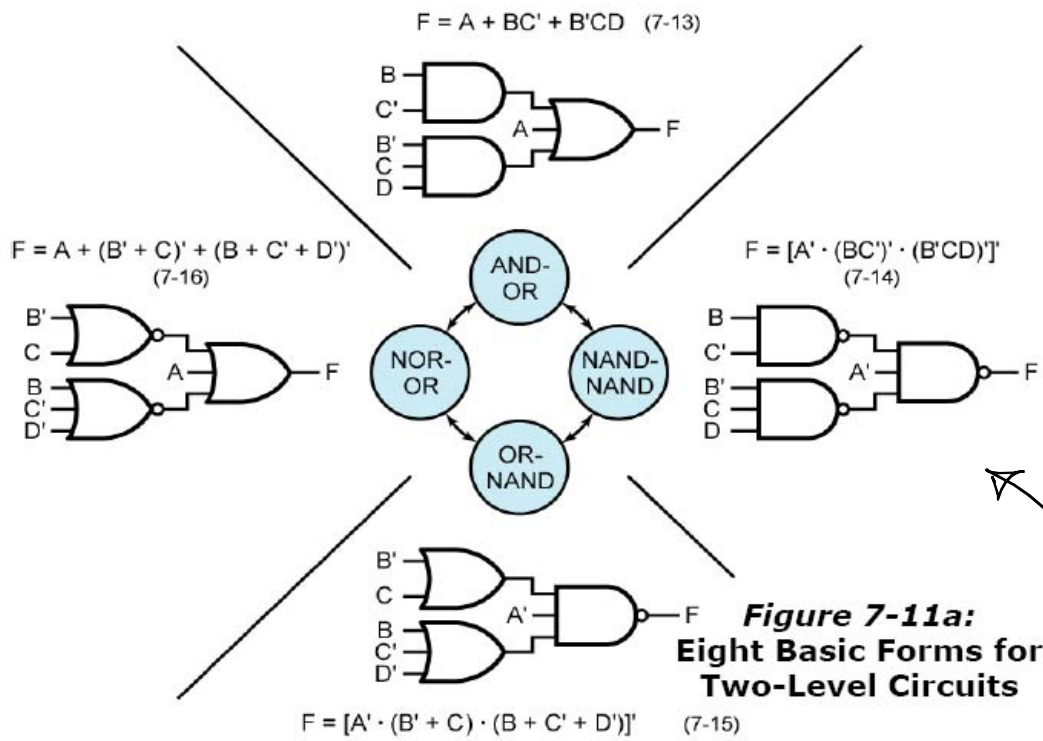 F = A + BC' + B'CD (7-13)
B
C'
A
F
B'
C
D
F = A + (B' + C)' + (B + C' + D')'
(7-16)
B'
C
A
F
B
C'
D'
AND-
OR
NOR-
OR
NAND-
NAND
OR-
NAND
F = [A' · (BC')' · (B'CD)']'
(7-14)
B
C'
A'
F
B'
C
D
B'
C
A'
F
B
C'
D'
Figure 7-11a:
Eight Basic Forms for
Two-Level Circuits
F = [A' · (B' + C) · (B + C' + D')]' (7-15)